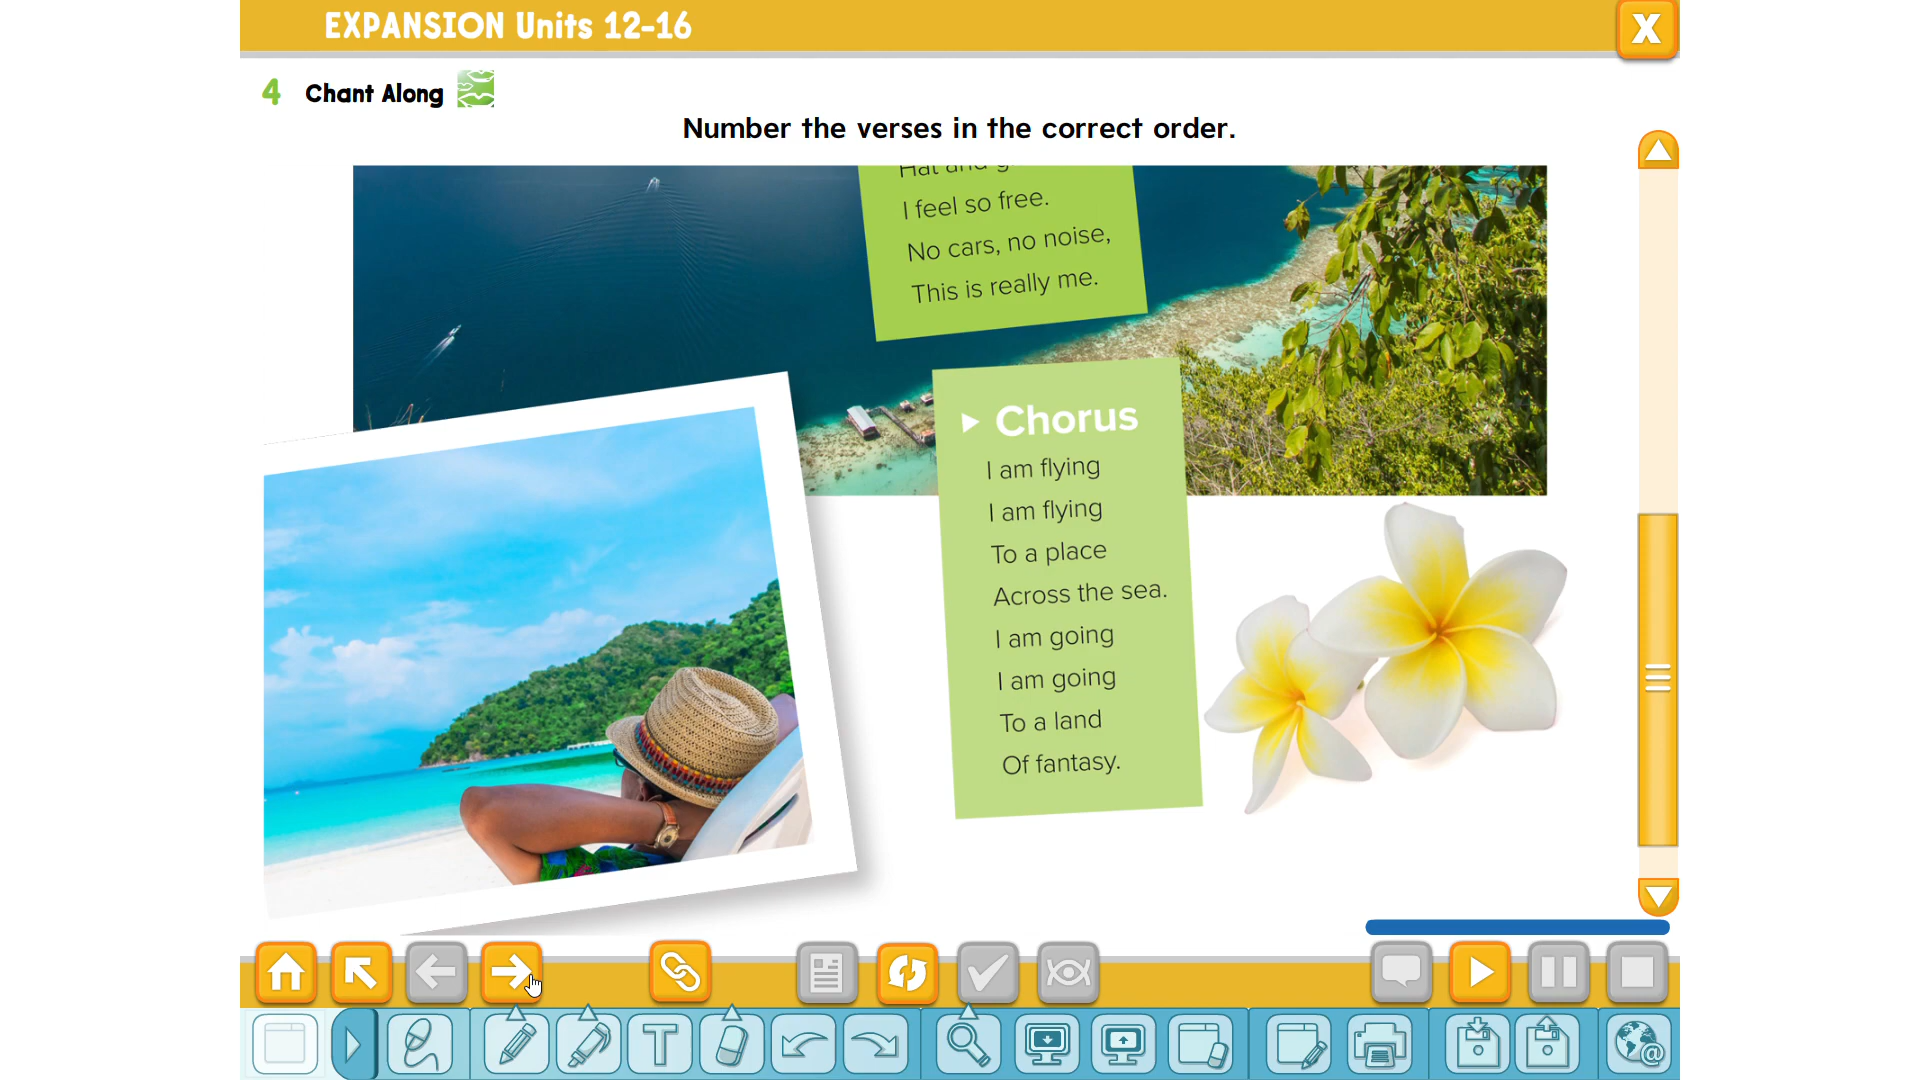 EXPANSION Units 12-16
X
4 Chant Along
Number the verses in the correct order.
Hat and
I feel so free.
No cars, no noise,
This is really me.
Chorus
I am flying
I am flying
To a place
Across the sea.
I am going
I am going
To a land
Of fantasy.
T
@